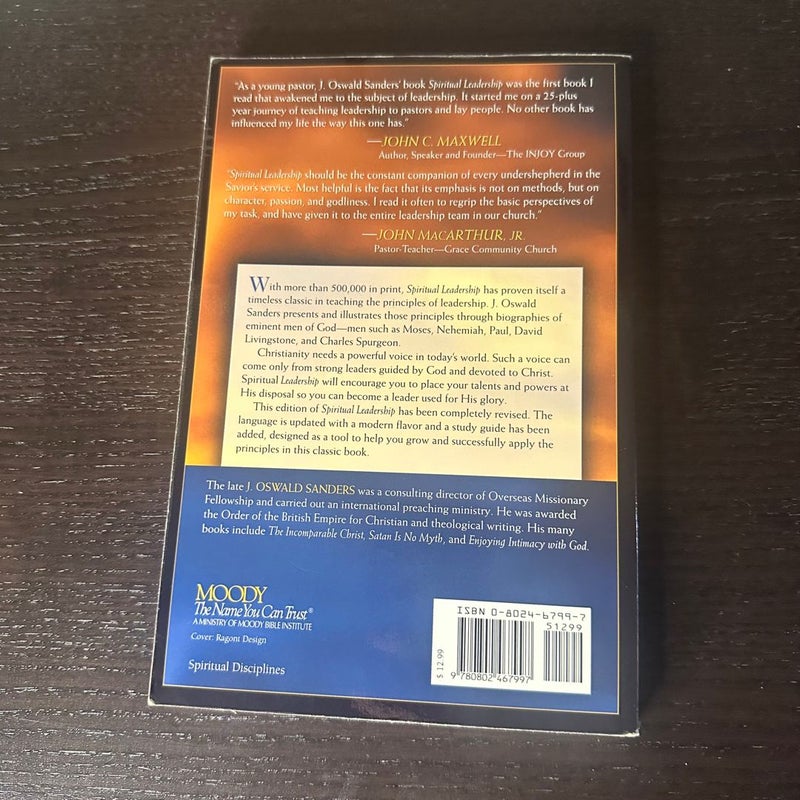 "As a young pastor, J. Oswald Sanders' book Spiritual Leadership was the first book I
read that awakened me to the subject of leadership. It started me on a 25-plus
year journey of teaching leadership to pastors and lay people. No other book has
influenced my life the way this one has."
—JOHN C. MAXWELL
Author, Speaker and Founder—The INJOY Group
"Spiritual Leadership should be the constant companion of every undershepherd in the
Savior's service. Most helpful is the fact that its emphasis is not on methods, but on
character, passion, and godliness. I read it often to regrip the basic perspectives of
my task, and have given it to the entire leadership team in our church."
—JOHN MACARTHUR, JR.
Pastor-Teacher—Grace Community Church
With more than 500,000 in print, Spiritual Leadership has proven itself a
timeless classic in teaching the principles of leadership. J. Oswald
Sanders presents and illustrates those principles through biographies of
eminent men of God—men such as Moses, Nehemiah, Paul, David
Livingstone, and Charles Spurgeon.
Christianity needs a powerful voice in today's world. Such a voice can
come only from strong leaders guided by God and devoted to Christ.
Spiritual Leadership will encourage you to place your talents and powers at
His disposal so you can become a leader used for His glory.
This edition of Spiritual Leadership has been completely revised. The
language is updated with a modern flavor and a study guide has been
added, designed as a tool to help you grow and successfully apply the
principles in this classic book.
The late J. OSWALD SANDERS was a consulting director of Overseas Missionary
Fellowship and carried out an international preaching ministry. He was awarded
the Order of the British Empire for Christian and theological writing. His many
books include The Incomparable Christ, Satan Is No Myth, and Enjoying Intimacy with God.
MOODY
The Name You Can Trust®
A MINISTRY OF MOODY BIBLE INSTITUTE
Cover: Ragont Design
Spiritual Disciplines
ISBN 0-8024-6799-7
51299
$12.99
9 780802 467997